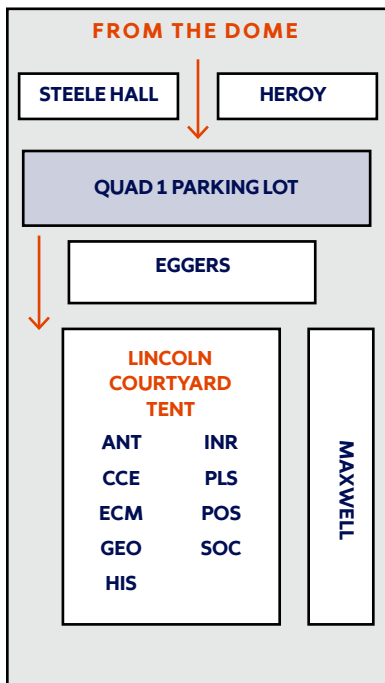 FROM THE DOME
STEELE HALL
HEROY
QUAD 1 PARKING LOT
EGGERS
LINCOLN
COURTYARD
TENT
ANT
CCE
ECM
GEO
HIS
INR
PLS
POS
SOC
MAXWELL